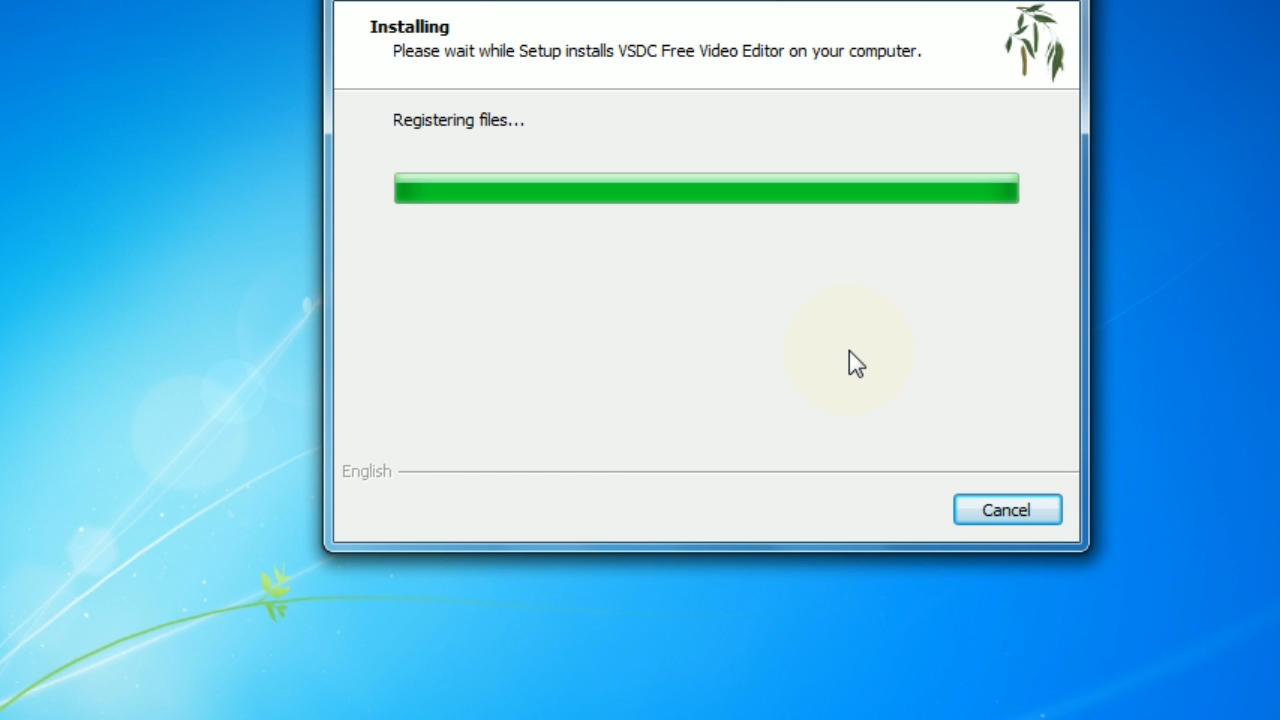 Installing
Please wait while Setup installs VSDC Free Video Editor on your computer.
Registering files...
English
Cancel